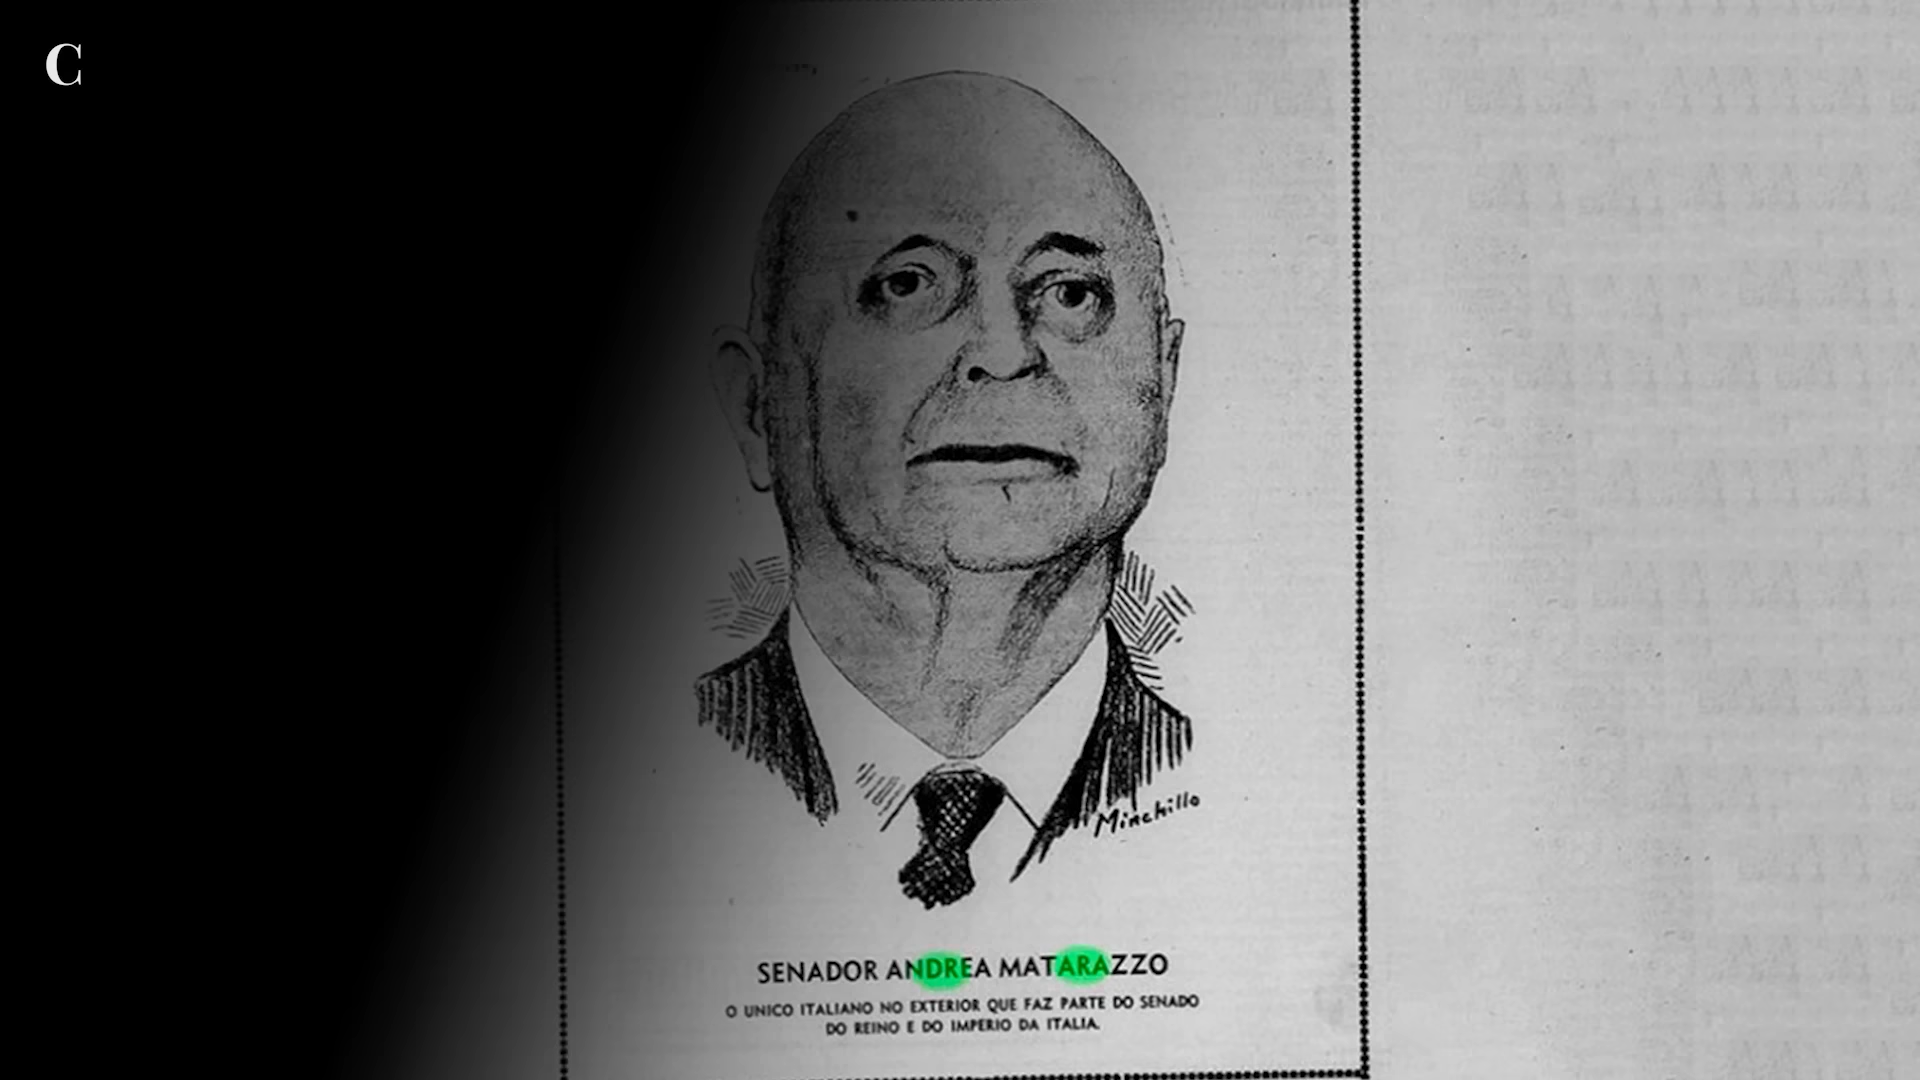 C
Minchillo
SENADOR ANDREA MATARAZZO
O UNICO ITALIANO NO EXTERIOR QUE FAZ PARTE DO SENADO
DO REINO E DO IMPERIO DA ITALIA.